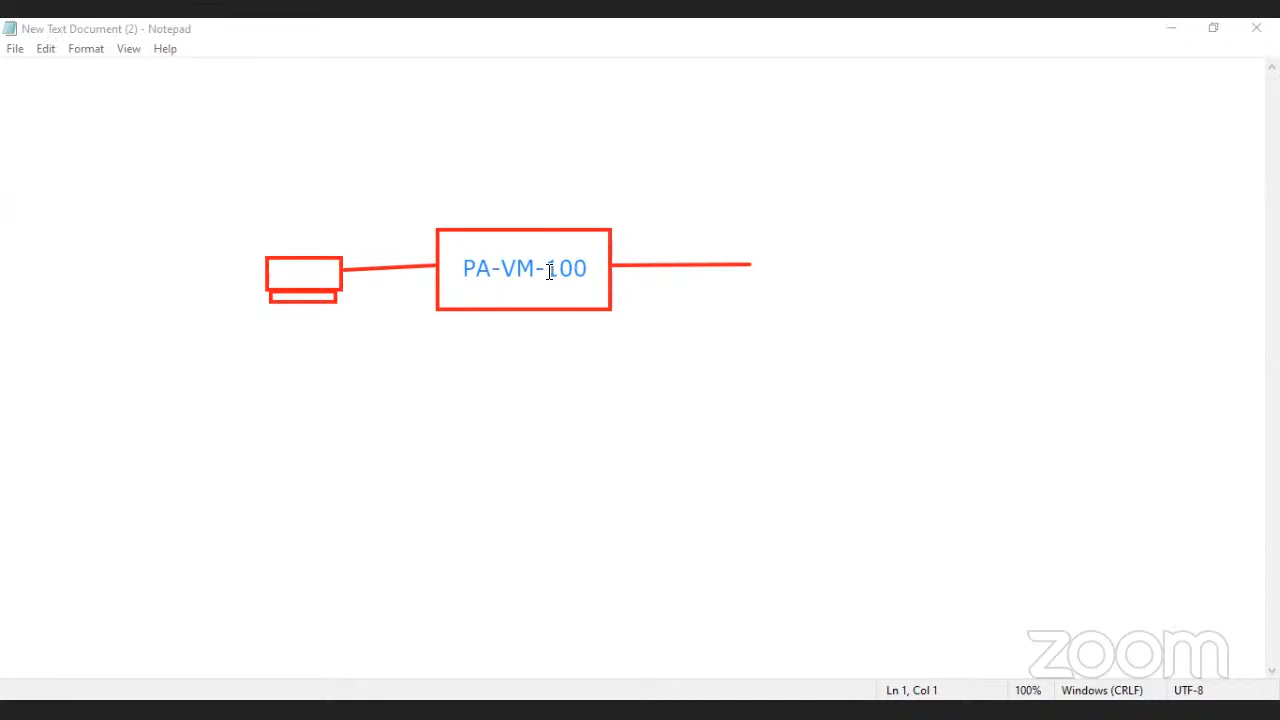 New Text Document (2) - Notepad
File Edit Format View Help
PA-VM-100
zoom
Ln 1, Col 1 100% Windows (CRLF) UTF-8